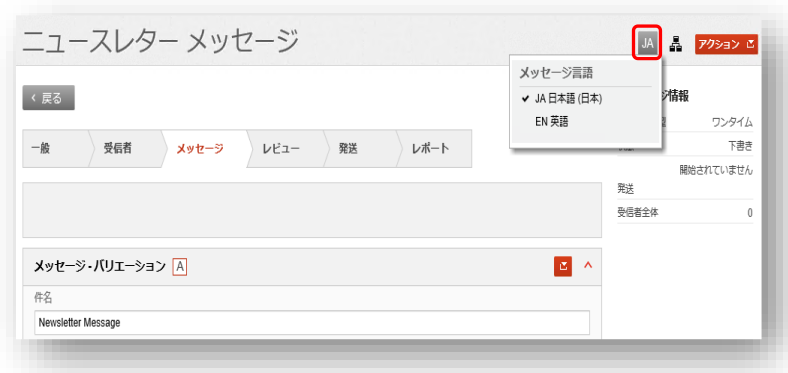 ニュースレター メッセージ
JA
アクション
メッセージ言語
✔ JA 日本語 (日本)
EN 英語
戻る
一般
受信者
メッセージ
レビュー
発送
レポート
情報
ワンタイム
下書き
開始されていません
発送
受信者全体 0
メッセージ・バリエーション A
件名
Newsletter Message